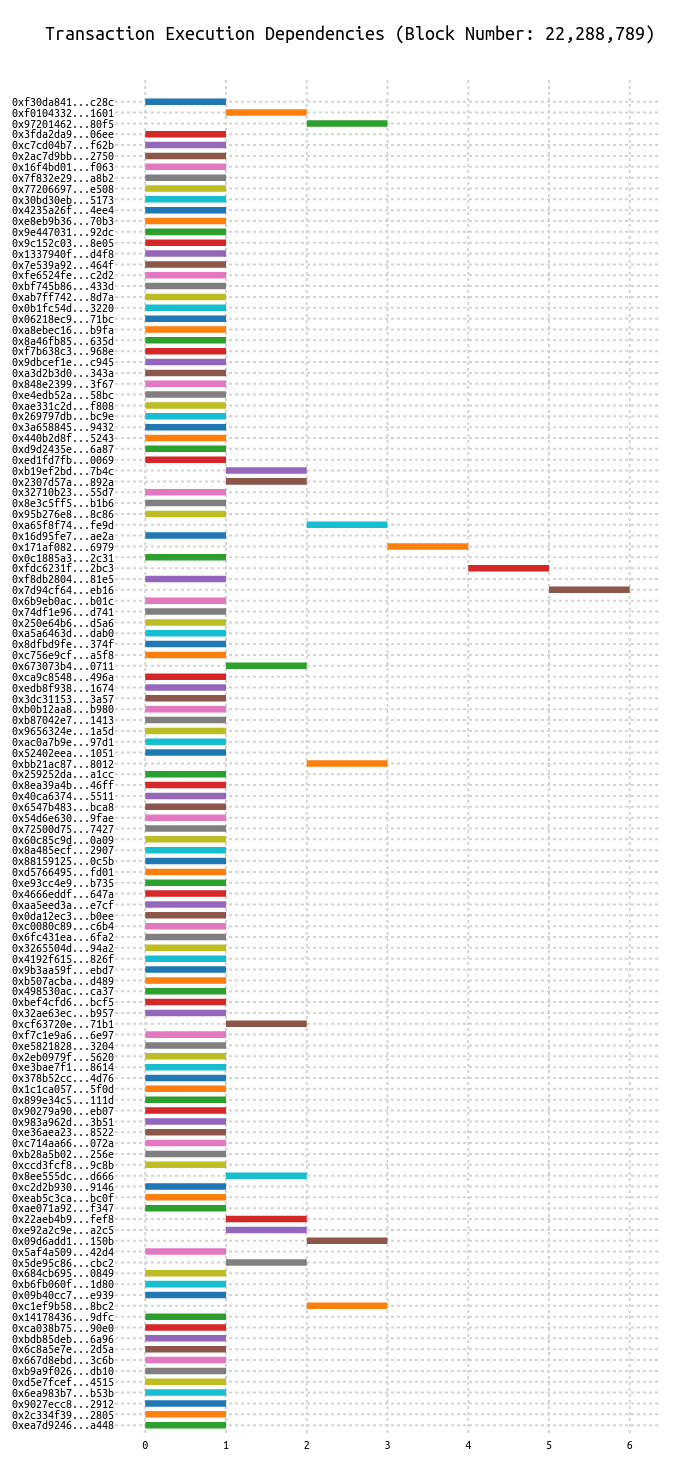 Transaction Execution Dependencies (Block Number: 22,288,789)
0xf30da841...c28c
0xf0104332...1601
0x97201462...80f5
0x3fda2da9...06ee
0xc7cd04b7...f62b
0x2ac7d9bb...2750
0x16f4bd01...f063
0x7f832e29...a8b2
0x77206697...e508
0x30bd30eb...5173
0x4235a26f...4ee4
0xe8eb9b36...70b3
0x9e447031...92dc
0x9c152c03...8e05
0x1337940f...d4f8
0x7e539a92...464f
0xfe6524fe...c2d2
0xbf745b86...433d
0xab7ff742...8d7a
0x0b1fc54d...3220
0x06218ec9...71bc
0xa8ebec16...b9fa
0x8a46fb85...635d
0xf7b638c3...968e
0x9dbcef1e...c945
0xa3d2b3d0...343a
0x848e2399...3f67
0xe4edb52a...58bc
0xae331c2d...f808
0x269797db...bc9e
0x3a658845...9432
0x440b2d8f...5243
0xd9d2435e...6a87
0xed1fd7fb...0069
0xb19ef2bd...7b4c
0x2307d57a...892a
0x32710b23...55d7
0x8e3c5ff5...b1b6
0x95b276e8...8c86
0xa65f8f74...fe9d
0x16d95fe7...ae2a
0x171af082...6979
0x0c1885a3...2c31
0xfdc6231f...2bc3
0xf8db2804...81e5
0x7d94cf64...eb16
0x6b9eb0ac...b01c
0x74df1e96...d741
0x250e64b6...d5a6
0xa5a6463d...dab0
0x8dfbd9fe...374f
0xc756e9cf...a5f8
0x673073b4...0711
0xca9c8548...496a
0xedb8f938...1674
0x3dc31153...3a57
0xb0b12aa8...b980
0xb87042e7...1413
0x9656324e...1a5d
0xac0a7b9e...97d1
0x52402eea...1051
0xbb21ac87...8012
0x259252da...a1cc
0x8ea39a4b...46ff
0x40ca6374...5511
0x6547b483...bca8
0x54d6e630...9fae
0x72500d75...7427
0x60c85c9d...0a09
0x8a485ecf...2907
0x88159125...0c5b
0xd5766495...fd01
0xe93cc4e9...b735
0x4666eddf...647a
0xaa5eed3a...e7cf
0x0da12ec3...b0ee
0xc0080c89...c6b4
0x6fc431ea...6fa2
0x3265504d...94a2
0x4192f615...826f
0x9b3aa59f...ebd7
0xb507acba...d489
0x498530ac...ca37
0xbef4cfd6...bcf5
0x32ae63ec...b957
0xcf63720e...71b1
0xf7c1e9a6...6e97
0xe5821828...3204
0x2eb0979f...5620
0xe3bae7f1...8614
0x378b52cc...4d76
0x1c1ca057...5f0d
0x899e34c5...111d
0x90279a90...eb07
0x983a962d...3b51
0xe36aea23...8522
0xc714aa66...072a
0xb28a5b02...256e
0xccd3fcf8...9c8b
0x8ee555dc...d666
0xc2d2b930...9146
0xeab5c3ca...bc0f
0xae071a92...f347
0x22aeb4b9...fef8
0xe92a2c9e...a2c5
0x09d6add1...150b
0x5af4a509...42d4
0x5de95c86...cbc2
0x684cb695...0849
0xb6fb060f...1d80
0x09b40cc7...e939
0xc1ef9b58...8bc2
0x14178436...9dfc
0xca038b75...90e0
0xbdb85deb...6a96
0x6c8a5e7e...2d5a
0x667d8ebd...3c6b
0xb9a9f026...db10
0xd5e7fcef...4515
0x6ea983b7...b53b
0x9027ecc8...2912
0x2c334f39...2805
0xea7d9246...a448
0 1 2 3 4 5 6